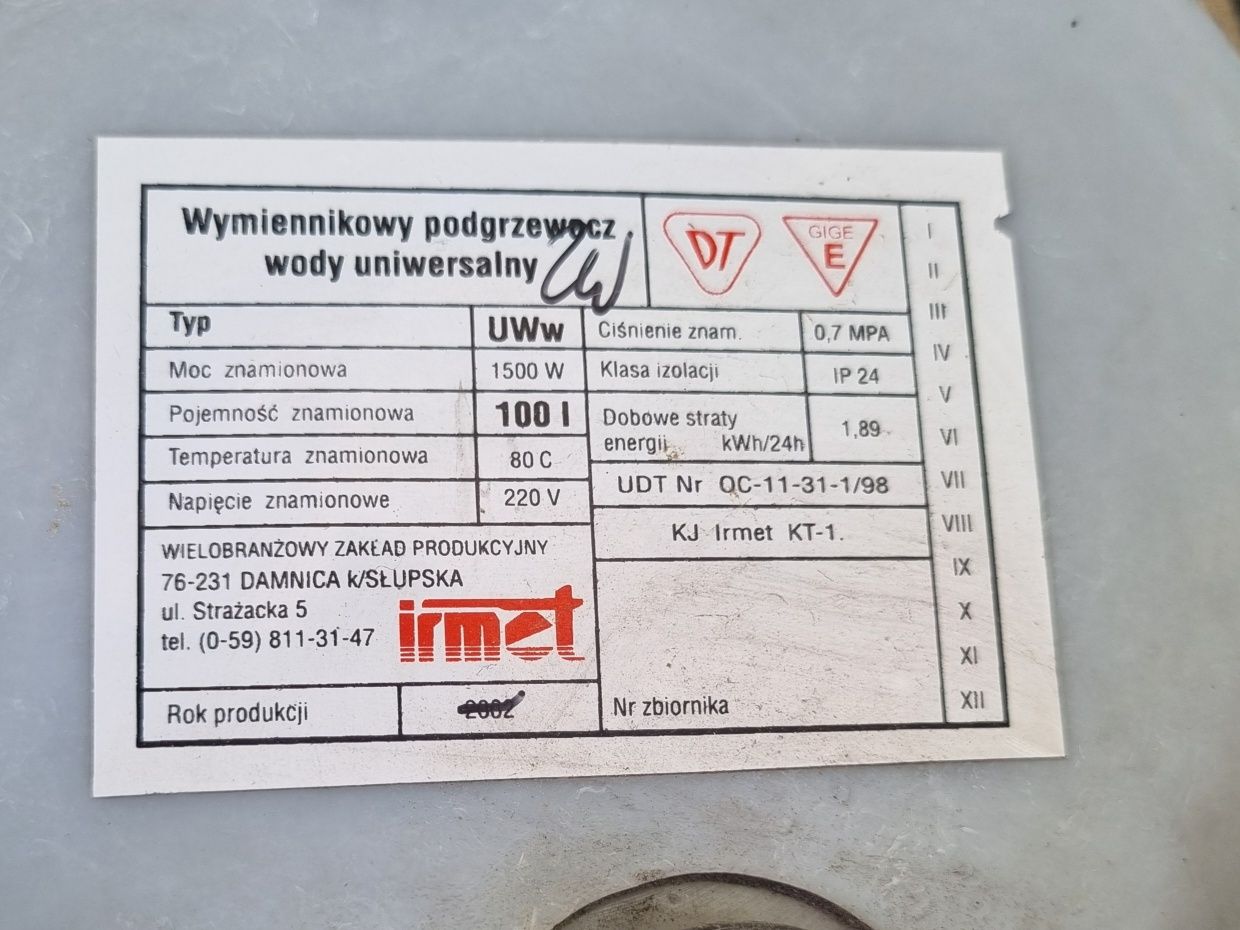 Wymiennikowy podgrzewocz
wody uniwersalny
DT
GIGE
E
Typ UWw
Moc znamionowa 1500 W
Pojemność znamionowa 100 l
Temperatura znamionowa 80 C
Napięcie znamionowe 220 V
Ciśnienie znam. 0,7 MPA
Klasa izolacji IP 24
Dobowe straty
energii kWh/24h 1,89
UDT Nr OC-11-31-1/98
KJ Irmet KT-1.
WIELOBRANŻOWY ZAKŁAD PRODUKCYJNY
76-231 DAMNICA k/SŁUPSKA
ul. Strażacka 5
tel. (0-59) 811-31-47
irmet
Rok produkcji 2002
Nr zbiornika
I
II
III
IV
V
VI
VII
VIII
IX
X
XI
XII